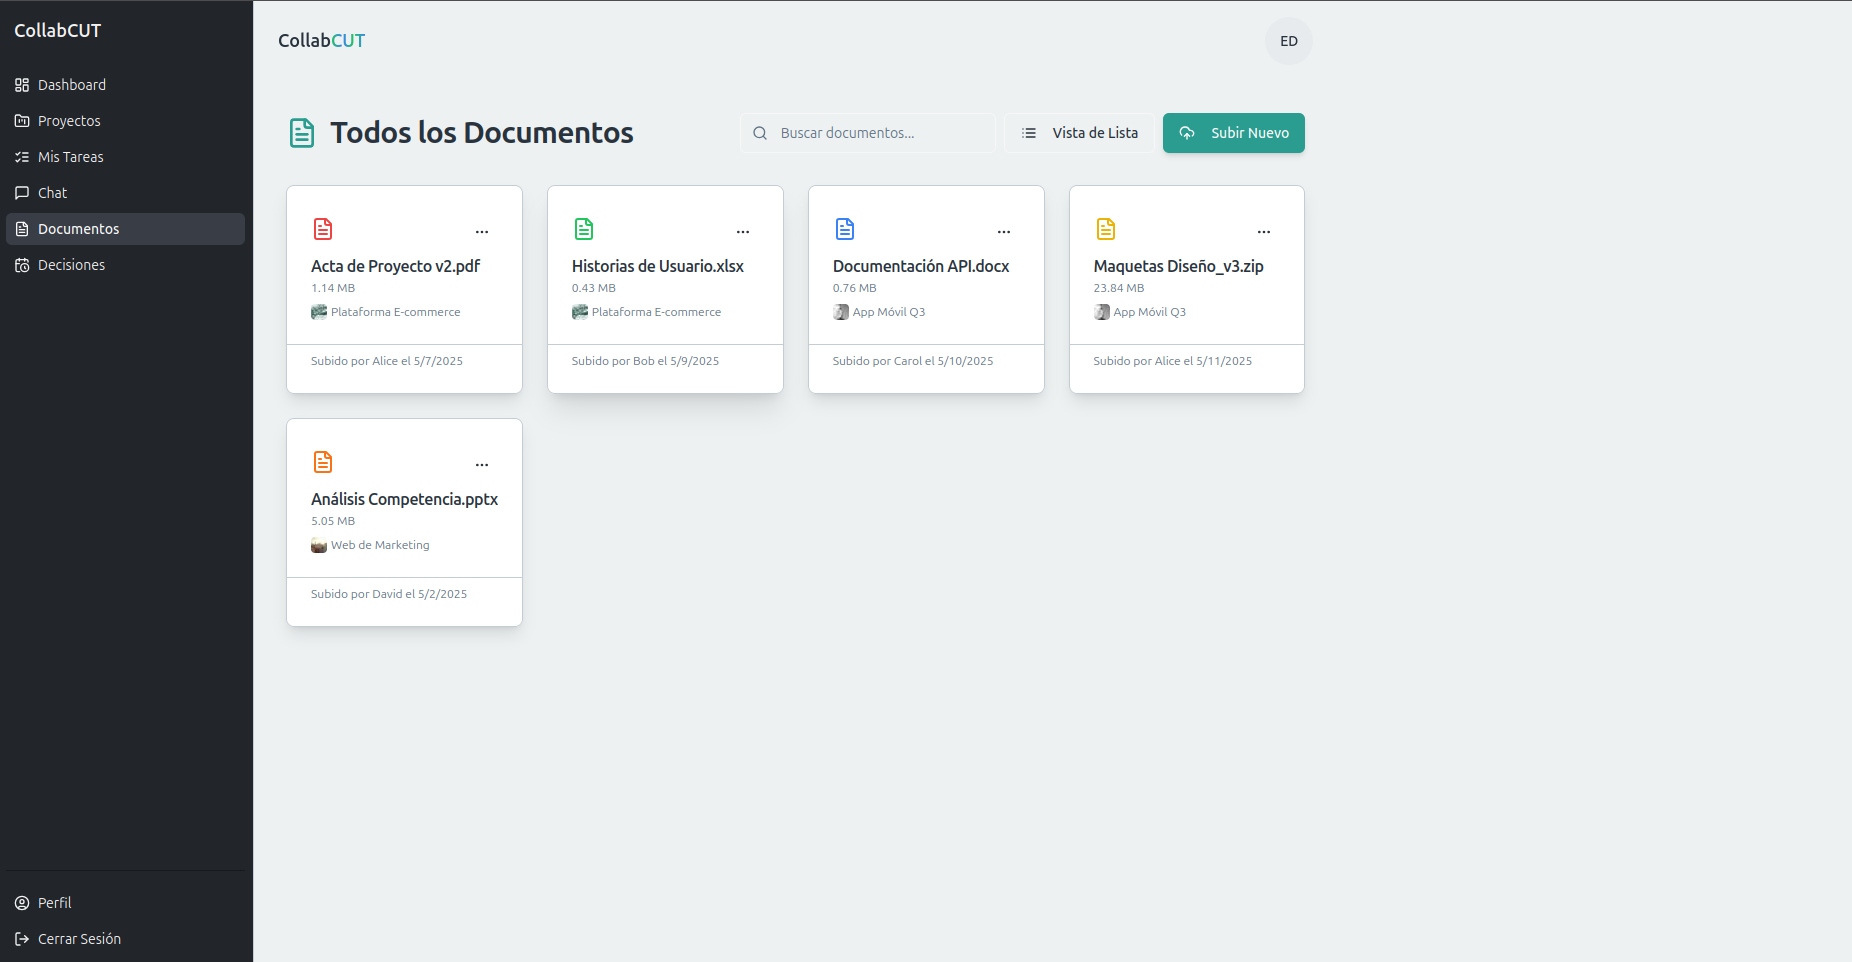 CollabCUT
Dashboard
Proyectos
Mis Tareas
Chat
Documentos
Decisiones
Perfil
Cerrar Sesión
CollabCUT
ED
Todos los Documentos
Buscar documentos...
Vista de Lista
Subir Nuevo
Acta de Proyecto v2.pdf
1.14 MB
Plataforma E-commerce
Subido por Alice el 5/7/2025
Historias de Usuario.xlsx
0.43 MB
Plataforma E-commerce
Subido por Bob el 5/9/2025
Documentación API.docx
0.76 MB
App Móvil Q3
Subido por Carol el 5/10/2025
Maquetas Diseño_v3.zip
23.84 MB
App Móvil Q3
Subido por Alice el 5/11/2025
Análisis Competencia.pptx
5.05 MB
Web de Marketing
Subido por David el 5/2/2025